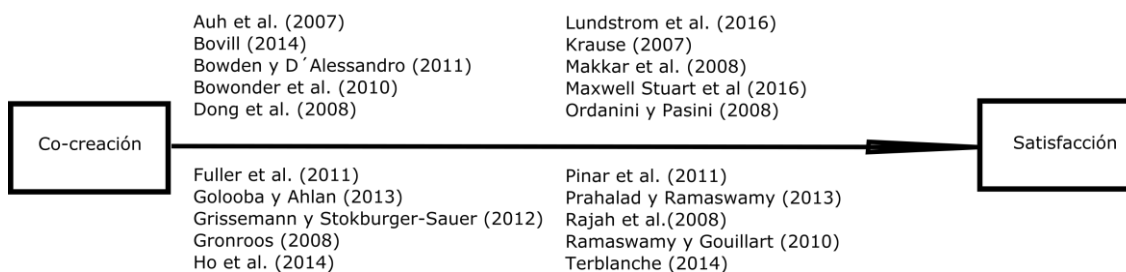 Auh et al. (2007)
Bovill (2014)
Bowden y D´Alessandro (2011)
Bowonder et al. (2010)
Dong et al. (2008)
Lundstrom et al. (2016)
Krause (2007)
Makkar et al. (2008)
Maxwell Stuart et al (2016)
Ordanini y Pasini (2008)
Co-creación
Satisfacción
Fuller et al. (2011)
Golooba y Ahlan (2013)
Grissemann y Stokburger-Sauer (2012)
Gronroos (2008)
Ho et al. (2014)
Pinar et al. (2011)
Prahalad y Ramaswamy (2013)
Rajah et al.(2008)
Ramaswamy y Gouillart (2010)
Terblanche (2014)